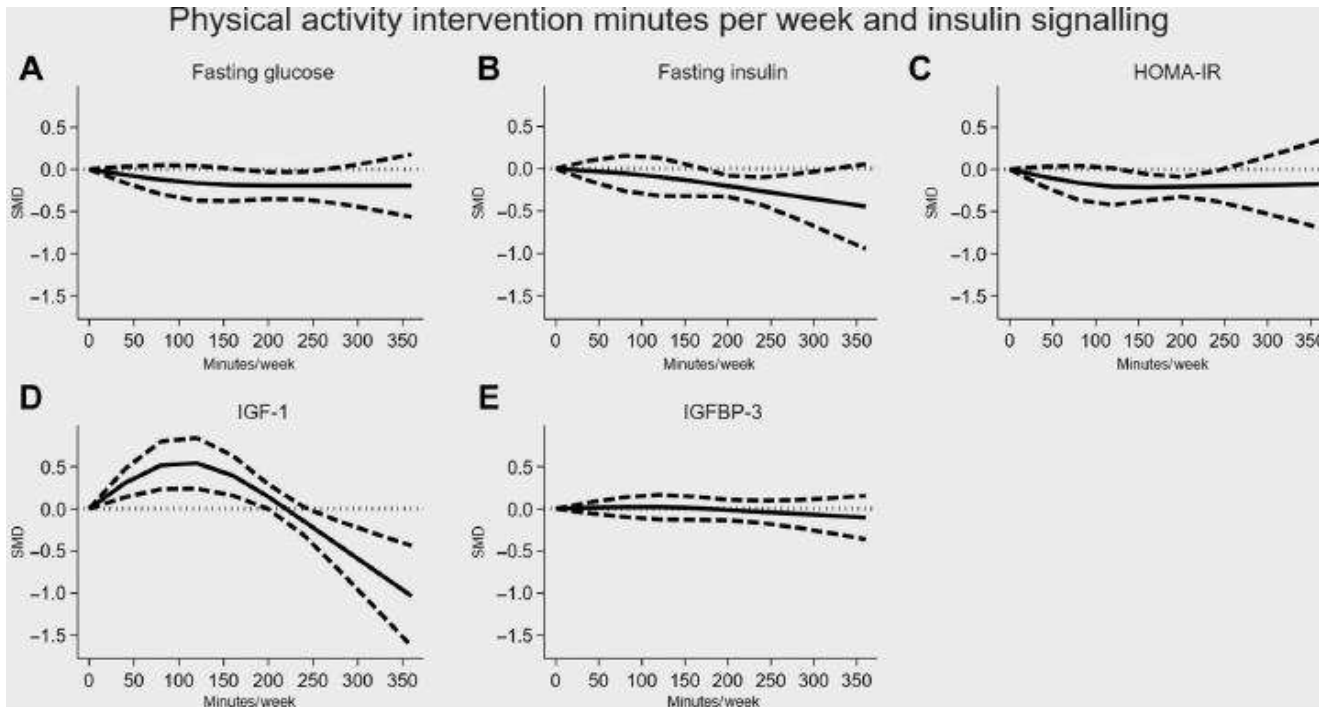 Physical activity intervention minutes per week and insulin signalling
A Fasting glucose
B Fasting insulin
C HOMA-IR
0.5 0.5 0.5
0.0 0.0 0.0
SMD SMD SMD
−0.5 −0.5 −0.5
−1.0 −1.0 −1.0
−1.5 −1.5 −1.5
0 50 100 150 200 250 300 350 0 50 100 150 200 250 300 350 0 50 100 150 200 250 300 350
Minutes/week Minutes/week Minutes/week
D IGF-1
E IGFBP-3
0.5 0.5
0.0 0.0
SMD SMD
−0.5 −0.5
−1.0 −1.0
−1.5 −1.5
0 50 100 150 200 250 300 350 0 50 100 150 200 250 300 350
Minutes/week Minutes/week